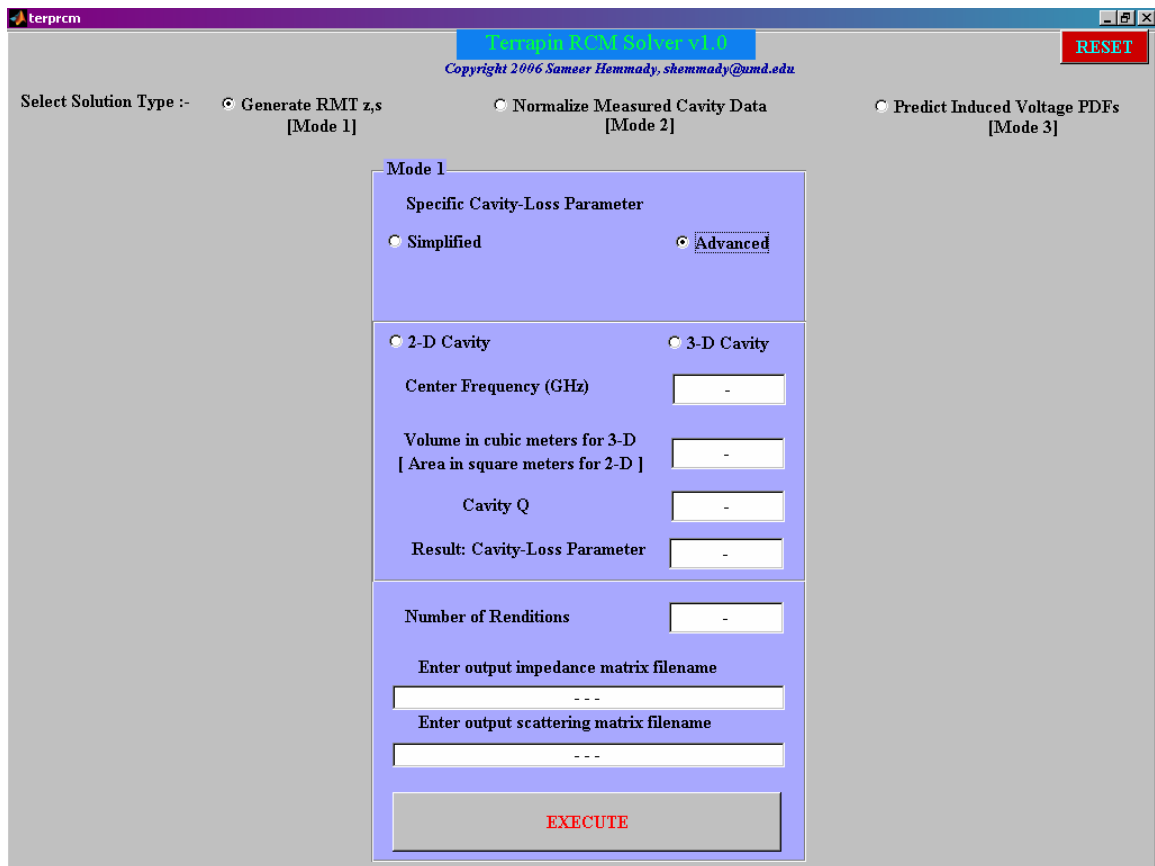 terprcm
Terrapin RCM Solver v1.0
RESET
Copyright 2006 Sameer Hemmady, shemmady@umd.edu
Select Solution Type :-
Generate RMT z,s
[Mode 1]
Normalize Measured Cavity Data
[Mode 2]
Predict Induced Voltage PDFs
[Mode 3]
Mode 1
Specific Cavity-Loss Parameter
Simplified
Advanced
2-D Cavity
3-D Cavity
Center Frequency (GHz)
-
Volume in cubic meters for 3-D
[ Area in square meters for 2-D ]
-
Cavity Q
-
Result: Cavity-Loss Parameter
-
Number of Renditions
-
Enter output impedance matrix filename
- - -
Enter output scattering matrix filename
- - -
EXECUTE